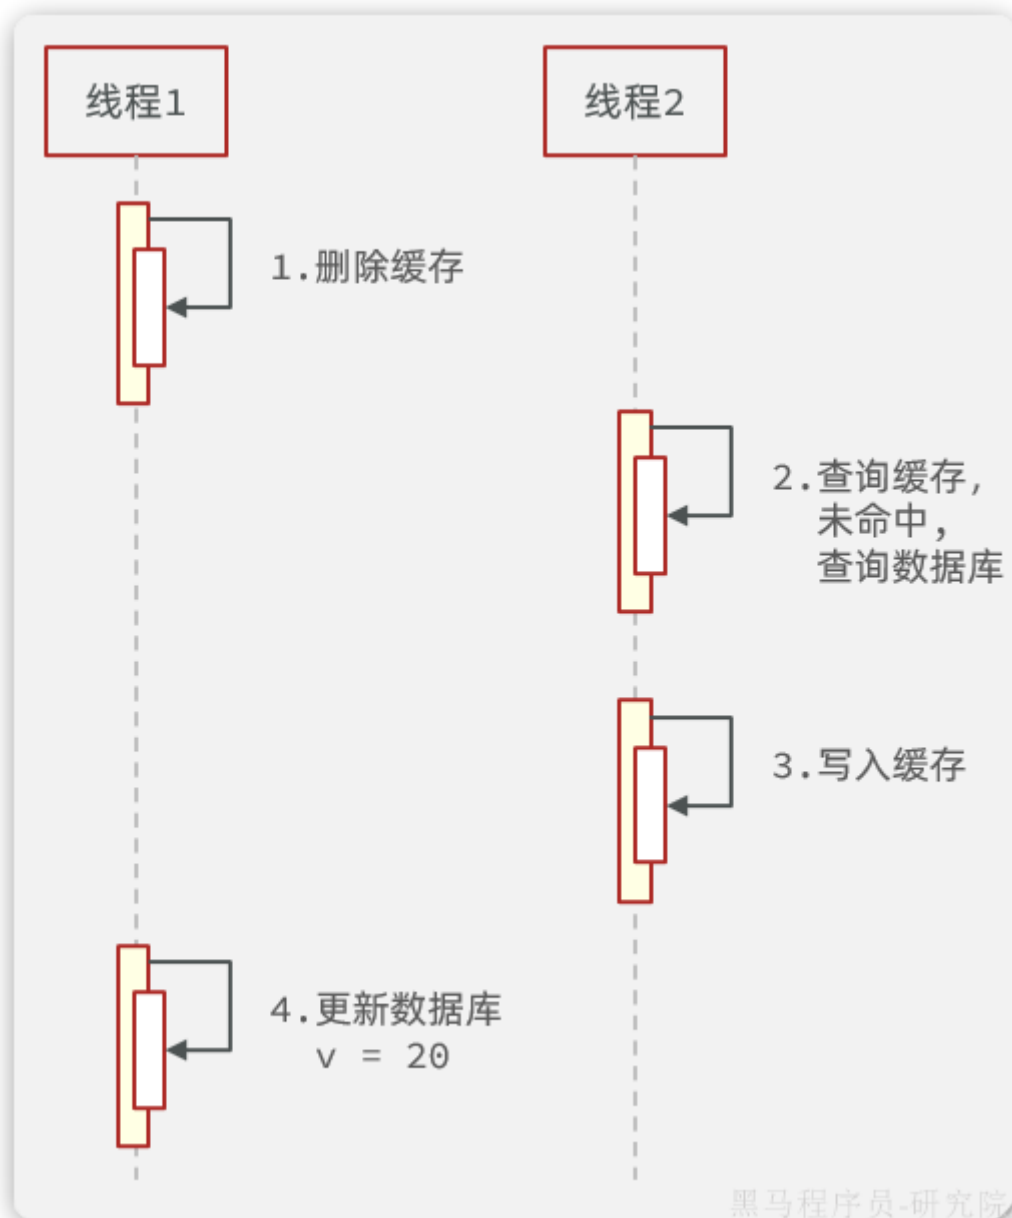 线程1
线程2
1.删除缓存
2.查询缓存,
未命中,
查询数据库
3.写入缓存
4.更新数据库
v = 20
黑马程序员-研究院